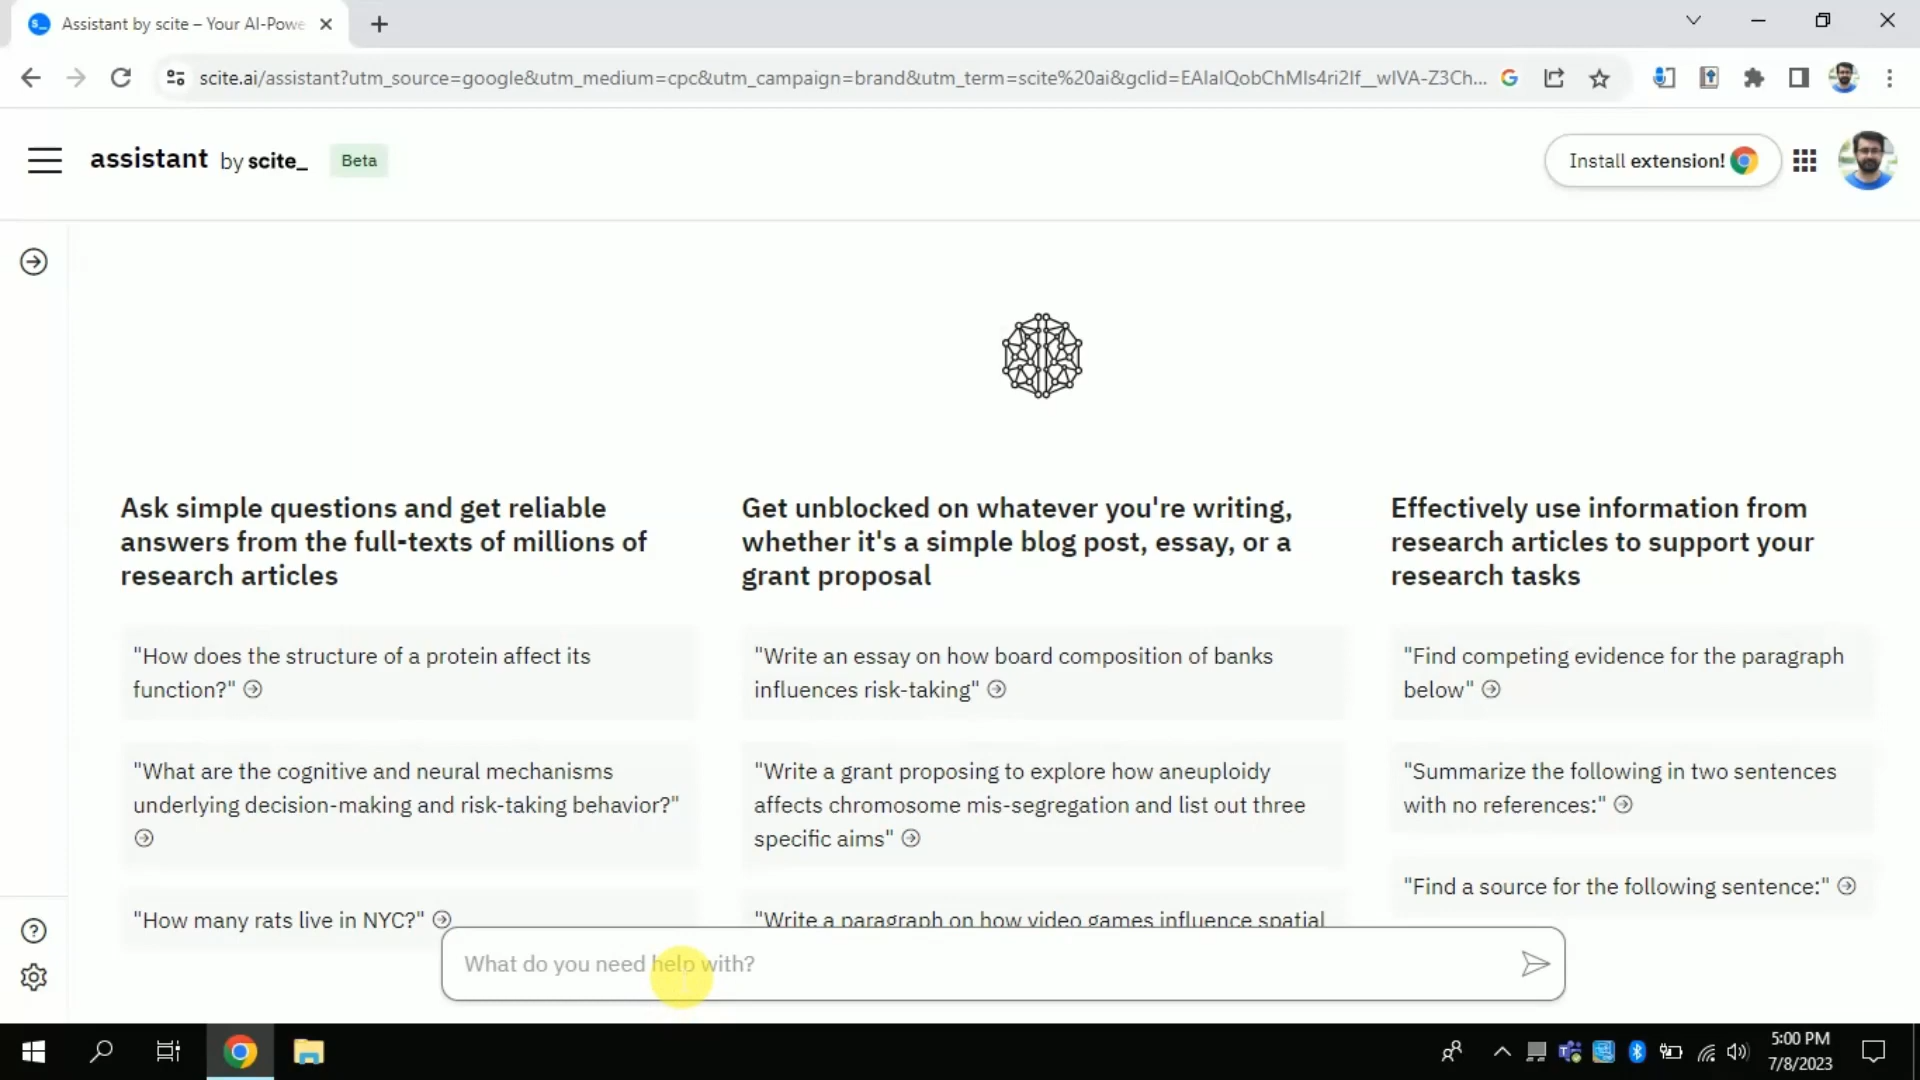 Assistant by scite – Your AI-Powe
scite.ai/assistant?utm_source=google&utm_medium=cpc&utm_campaign=brand&utm_term=scite%20ai&gclid=EAIaIQobChMIs4ri2If__wIVA-Z3Ch...
assistant by scite_ Beta
Install extension!
Ask simple questions and get reliable
answers from the full-texts of millions of
research articles
"How does the structure of a protein affect its
function?"
"What are the cognitive and neural mechanisms
underlying decision-making and risk-taking behavior?"
"How many rats live in NYC?"
Get unblocked on whatever you're writing,
whether it's a simple blog post, essay, or a
grant proposal
"Write an essay on how board composition of banks
influences risk-taking"
"Write a grant proposing to explore how aneuploidy
affects chromosome mis-segregation and list out three
specific aims"
"Write a paragraph on how video games influence spatial
Effectively use information from
research articles to support your
research tasks
"Find competing evidence for the paragraph
below"
"Summarize the following in two sentences
with no references:"
"Find a source for the following sentence:"
What do you need help with?
5:00 PM
7/8/2023